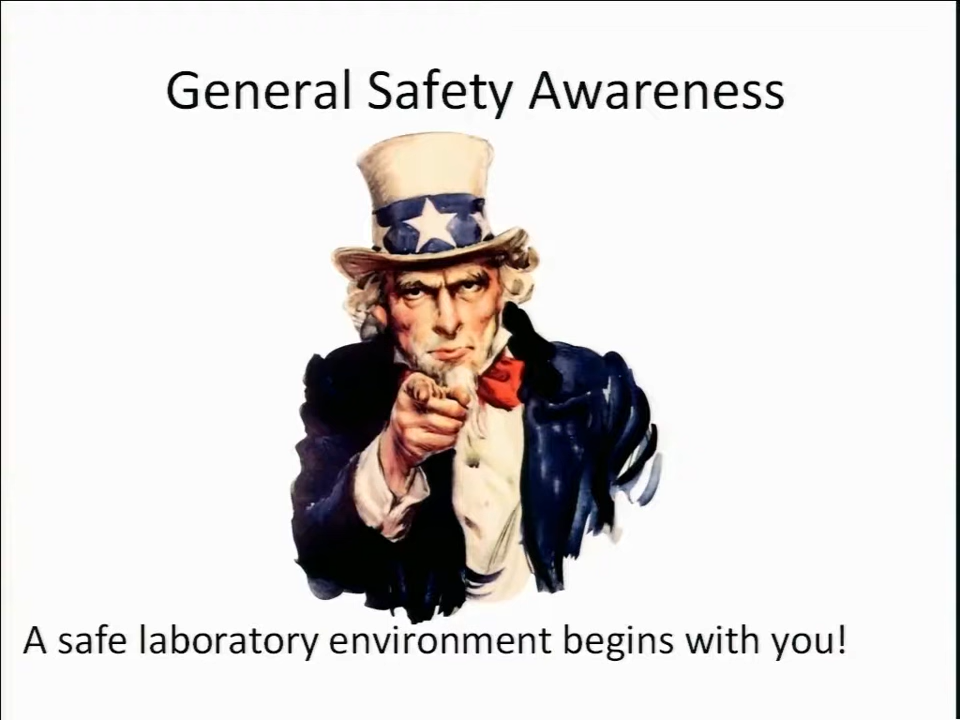 General Safety Awareness
A safe laboratory environment begins with you!